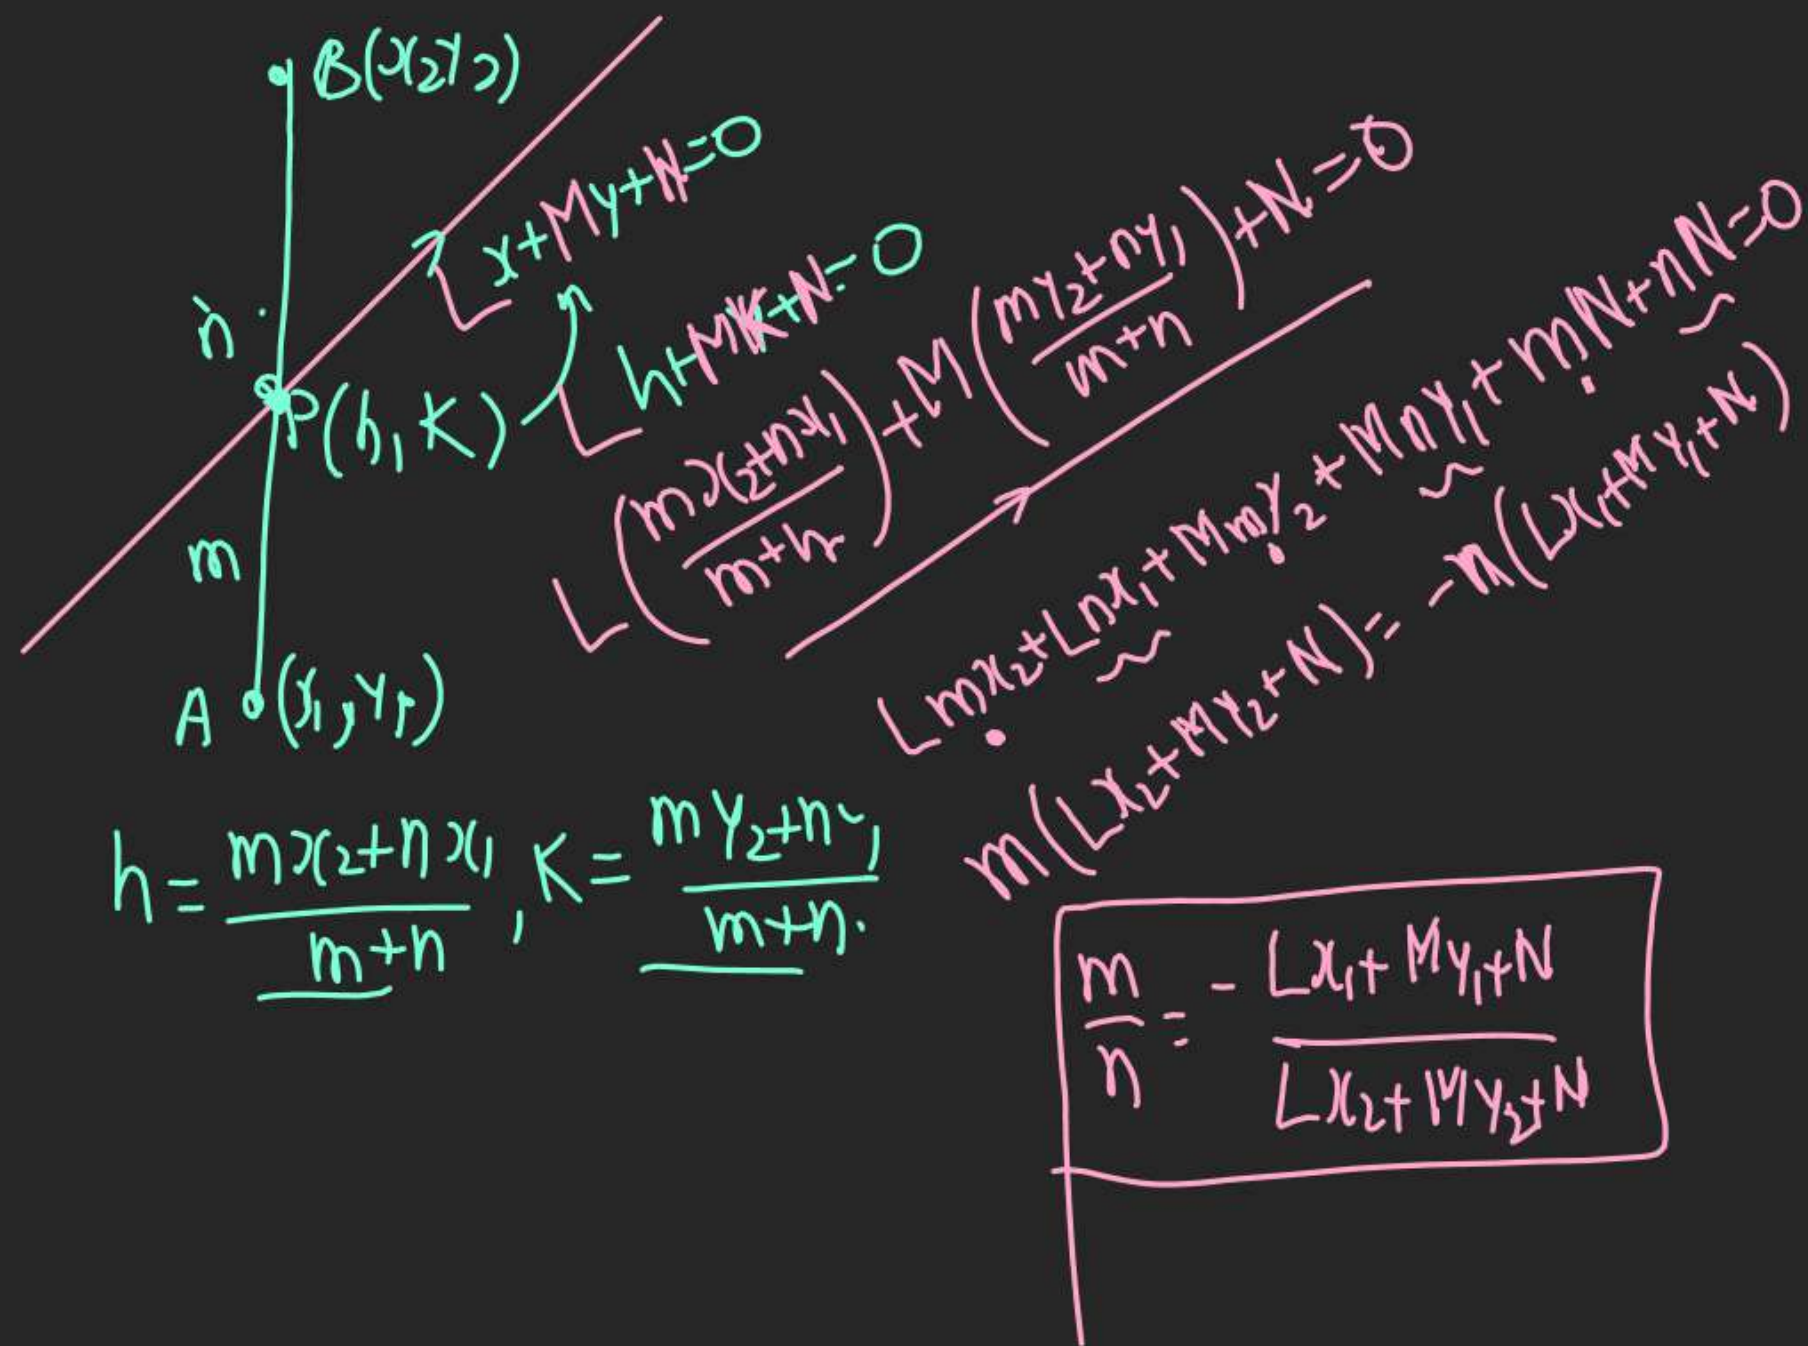 B(x₂y₂)
Lx+My+N=0
n
P(h,K)
Lh+MK+N=0
m
A (x₁,y₁)
L((mx₂+nx₁)/(m+n))+M((my₂+ny₁)/(m+n))+N=0
Lmx₂+Lnx₁+Mmy₂+Mny₁+mN+nN=0
m(Lx₂+My₂+N)=-n(Lx₁+My₁+N)
h=(mx₂+nx₁)/(m+n), K=(my₂+ny₁)/(m+n).
m/n=-(Lx₁+My₁+N)/(Lx₂+My₂+N)